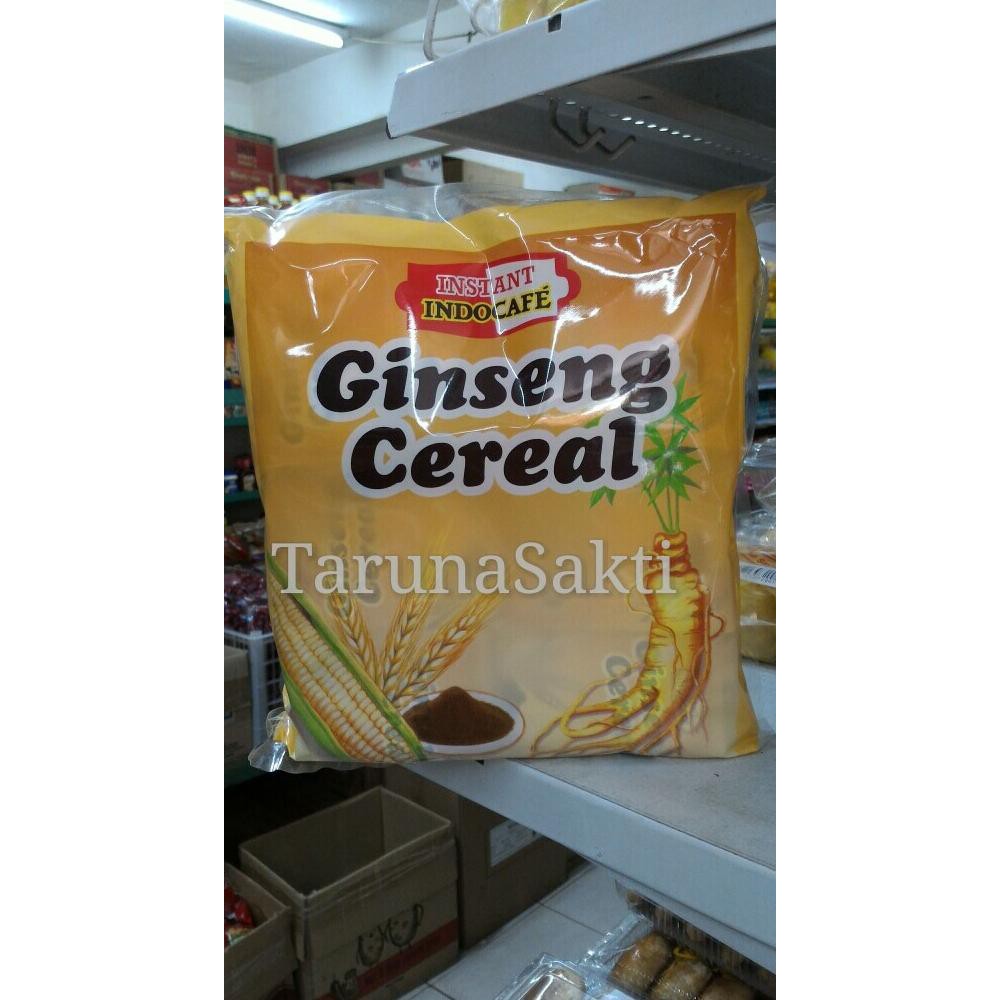 INSTANT
INDOCAFÉ
Ginseng
Cereal
TarunaSakti